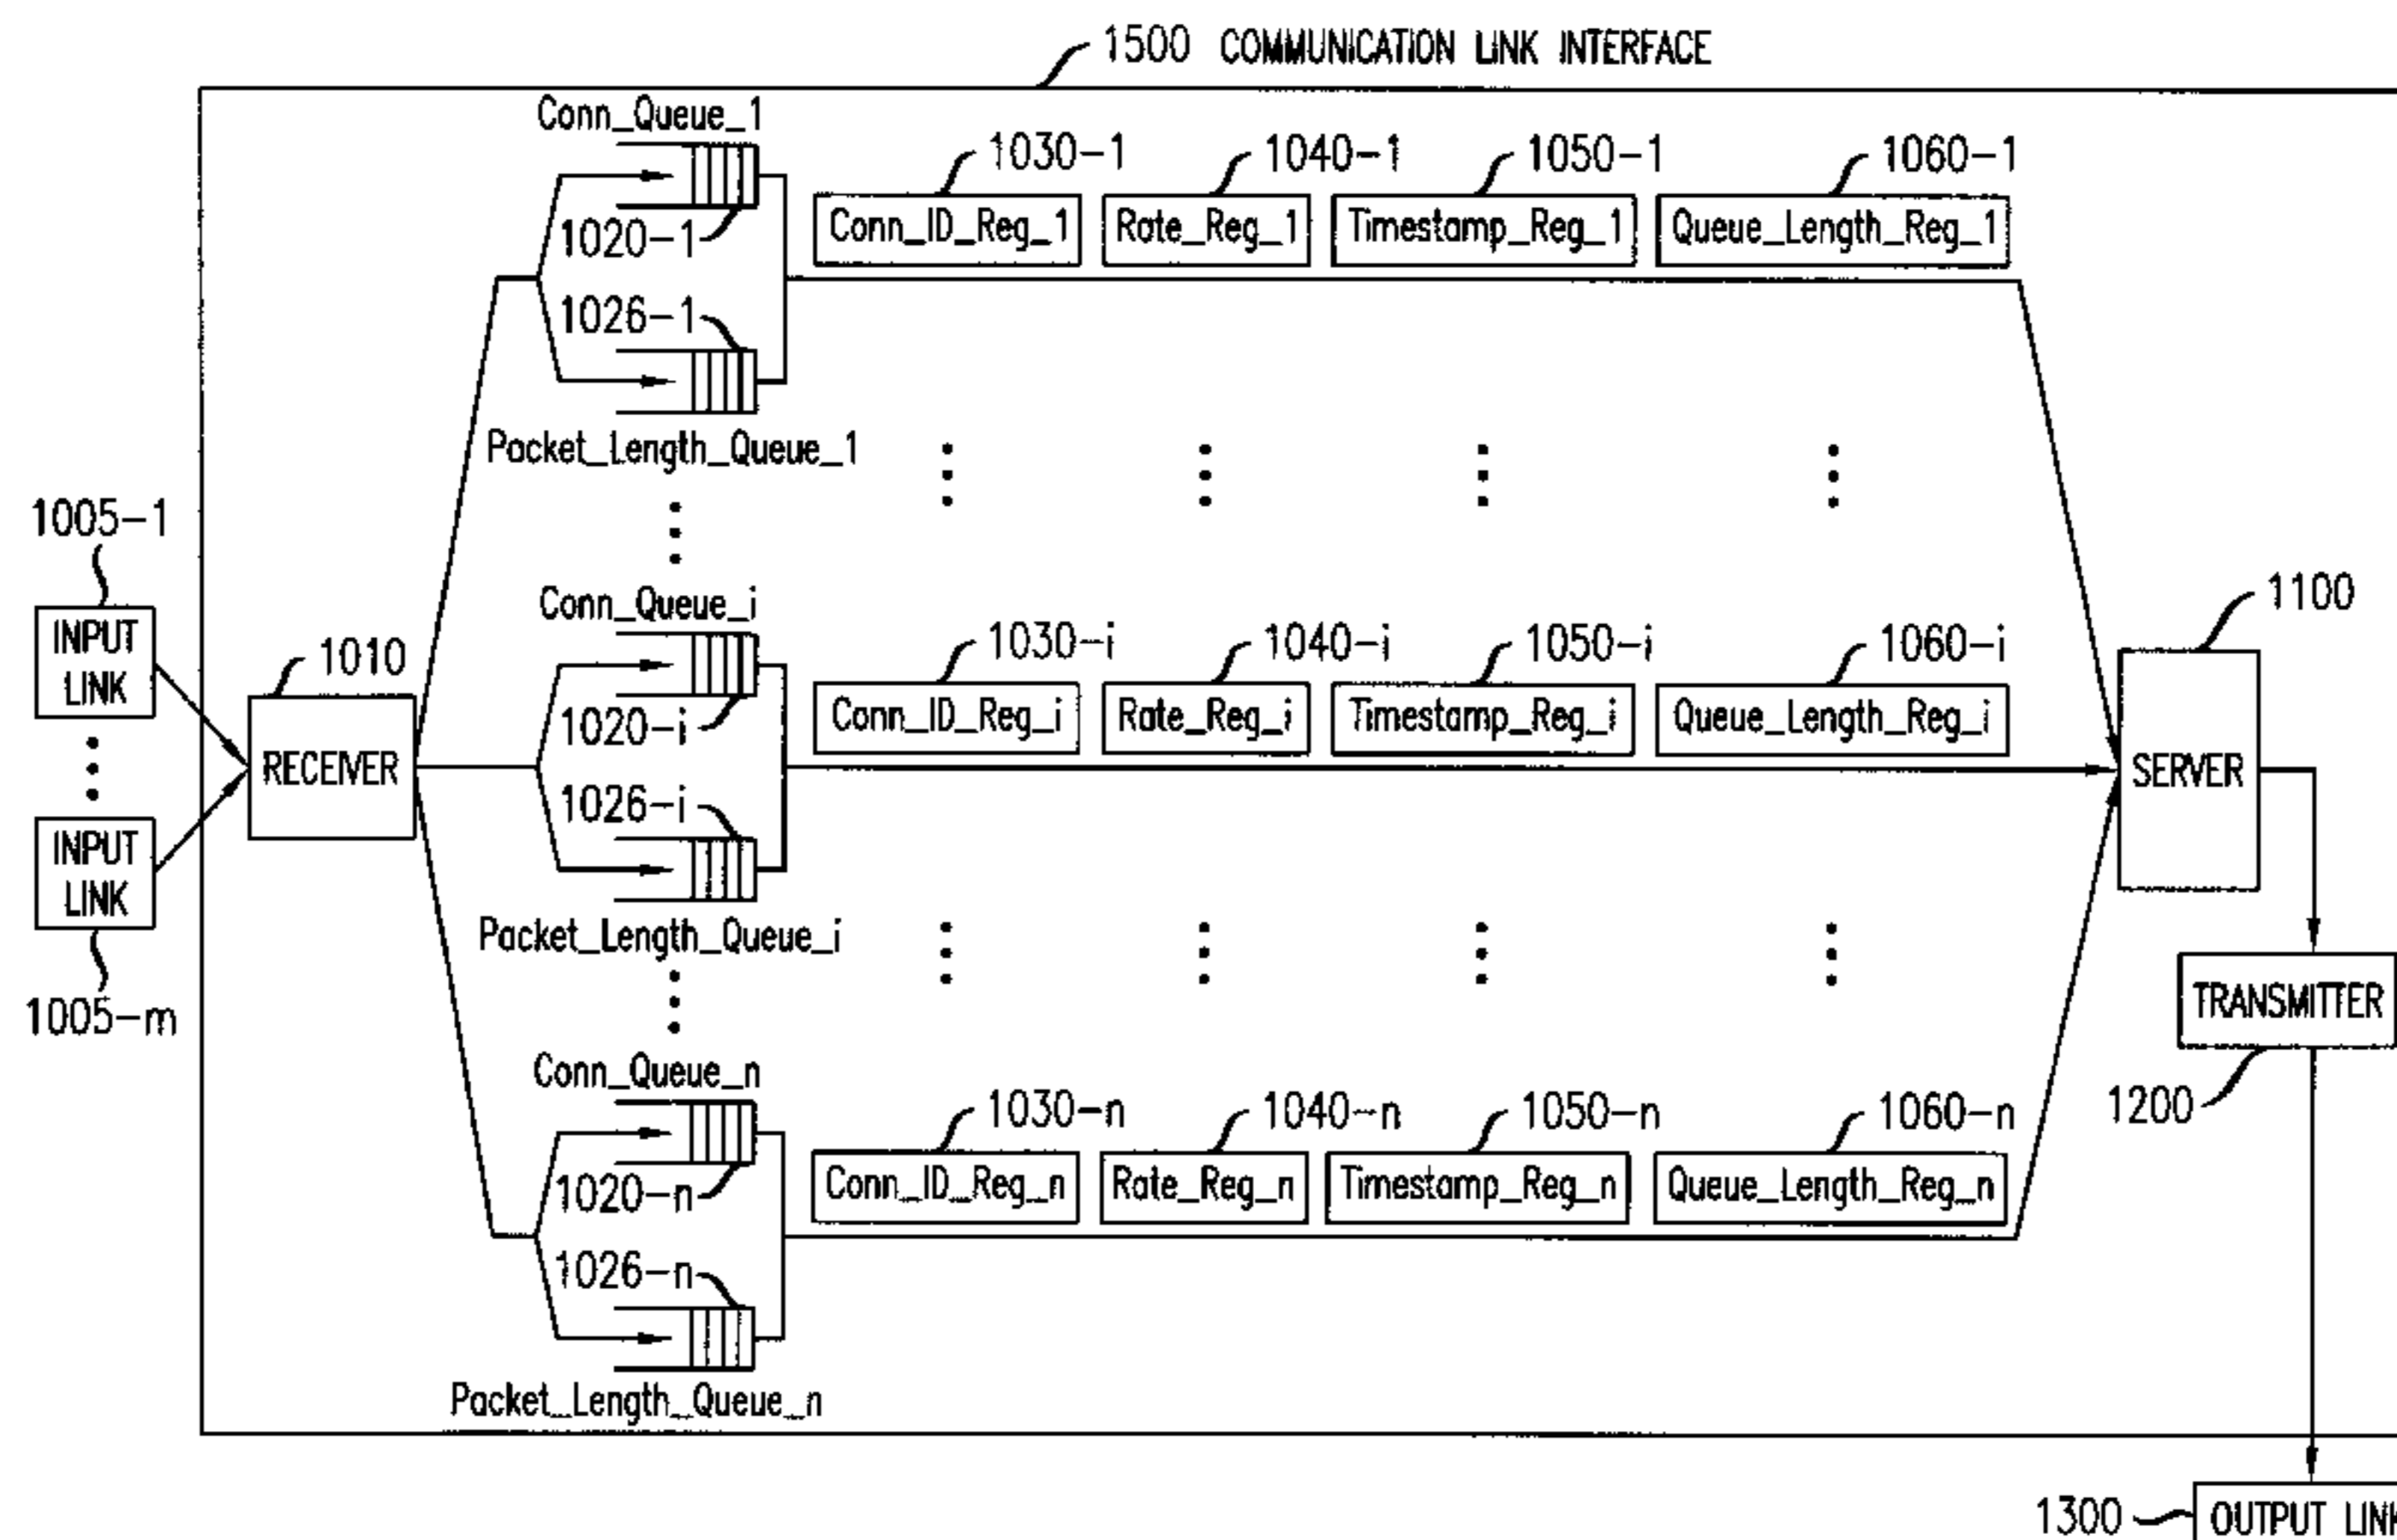 1500 COMMUNICATION LINK INTERFACE
Conn_Queue_1
1030-1 1040-1 1050-1 1060-1
Conn_ID_Reg_1 Rate_Reg_1 Timestamp_Reg_1 Queue_Length_Reg_1
1020-1
1026-1
Packet_Length_Queue_1
1005-1
INPUT LINK
1010
RECEIVER
INPUT LINK
1005-m
Conn_Queue_i
1030-i 1040-i 1050-i 1060-i
Conn_ID_Reg_i Rate_Reg_i Timestamp_Reg_i Queue_Length_Reg_i
1020-i
1026-i
Packet_Length_Queue_i
1100
SERVER
TRANSMITTER
1200
Conn_Queue_n
1030-n 1040-n 1050-n 1060-n
Conn_ID_Reg_n Rate_Reg_n Timestamp_Reg_n Queue_Length_Reg_n
1020-n
1026-n
Packet_Length_Queue_n
1300 OUTPUT LINK